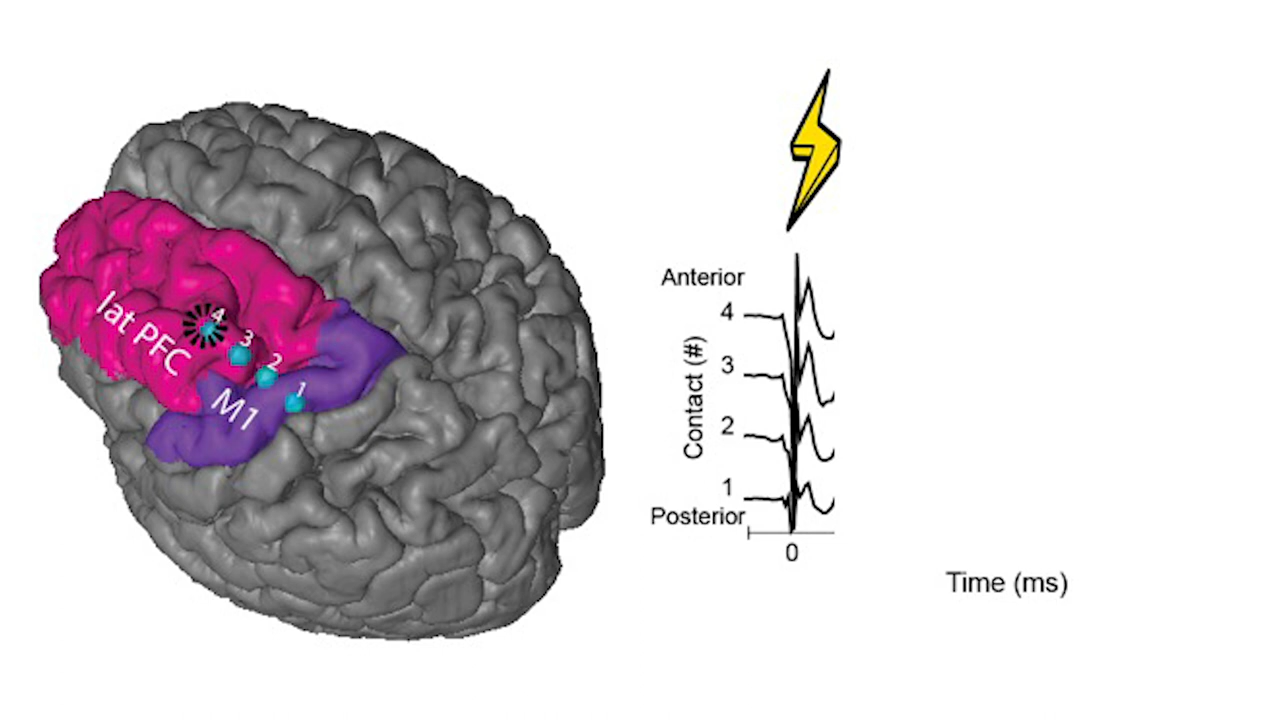 lat PFC
M1
4
3
2
1
Anterior
4
3
2
1
Posterior
Contact (#)
0
Time (ms)